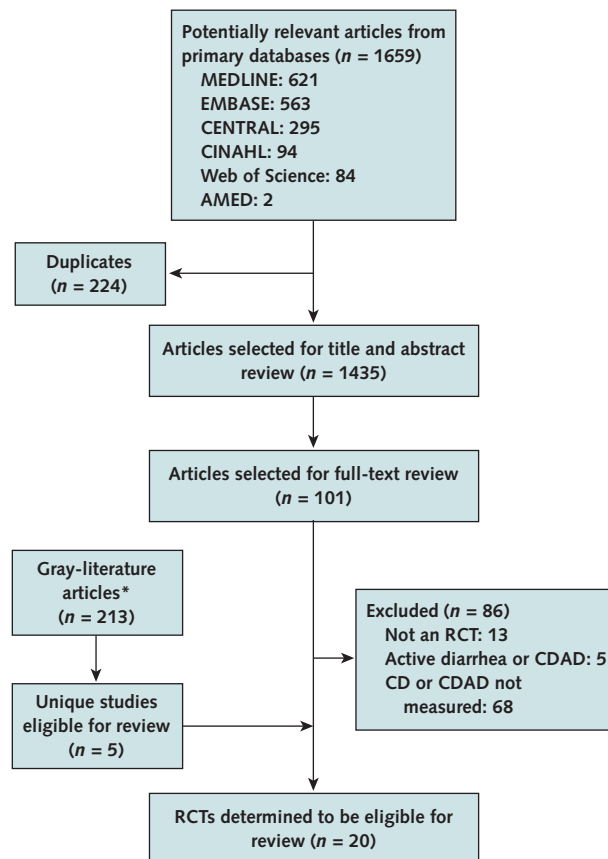 Potentially relevant articles from
primary databases (n = 1659)
MEDLINE: 621
EMBASE: 563
CENTRAL: 295
CINAHL: 94
Web of Science: 84
AMED: 2
Duplicates
(n = 224)
Articles selected for title and abstract
review (n = 1435)
Articles selected for full-text review
(n = 101)
Gray-literature
articles*
(n = 213)
Excluded (n = 86)
Not an RCT: 13
Active diarrhea or CDAD: 5
CD or CDAD not
measured: 68
Unique studies
eligible for review
(n = 5)
RCTs determined to be eligible for
review (n = 20)